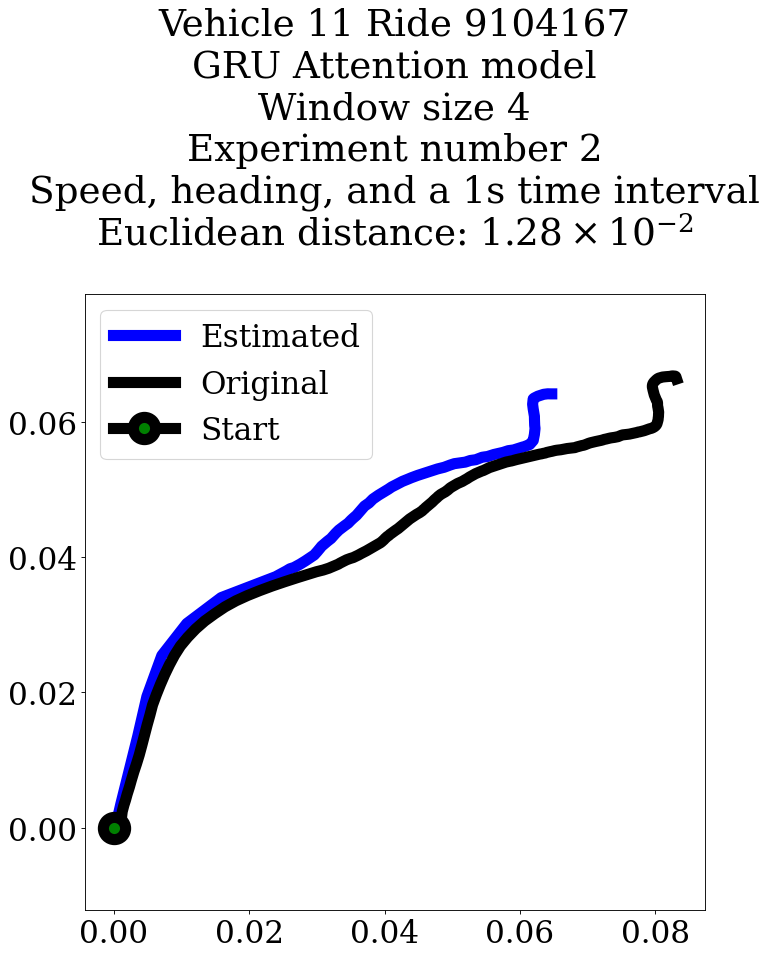 Vehicle 11 Ride 9104167
GRU Attention model
Window size 4
Experiment number 2
Speed, heading, and a 1s time interval
Euclidean distance: 1.28 × 10⁻²
Estimated
Original
Start
0.06
0.04
0.02
0.00
0.00 0.02 0.04 0.06 0.08